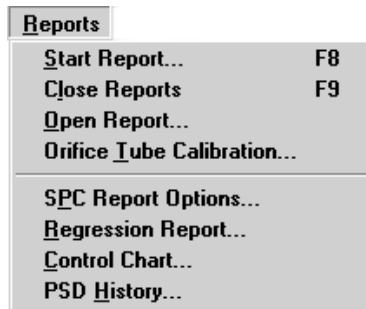 Reports
Start Report... F8
Close Reports F9
Open Report...
Orifice Tube Calibration...
SPC Report Options...
Regression Report...
Control Chart...
PSD History...